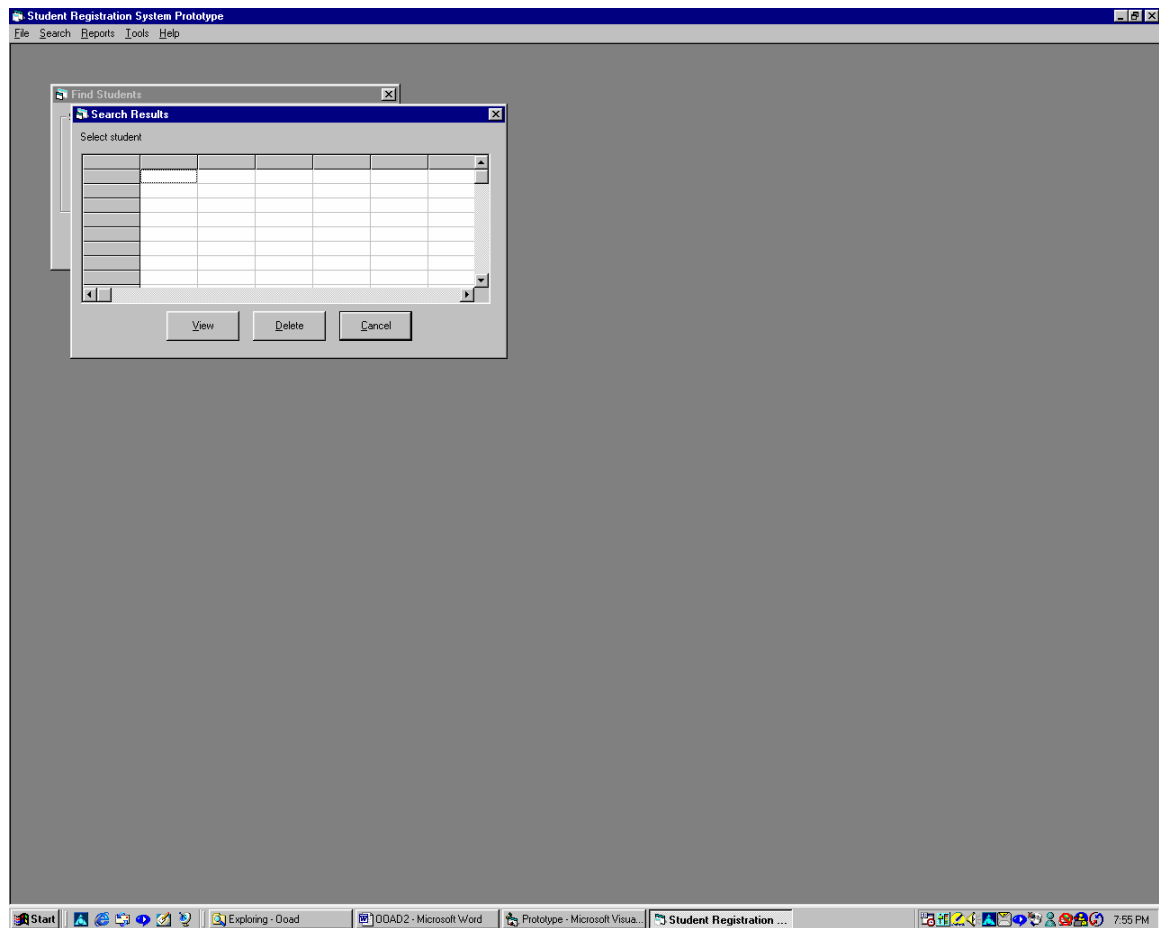 Student Registration System Prototype
File Search Reports Tools Help
Find Students
Search Results
Select student
View Delete Cancel
Start Exploring - Ooad OOAD2 - Microsoft Word Prototype - Microsoft Visua... Student Registration ... 7:55 PM